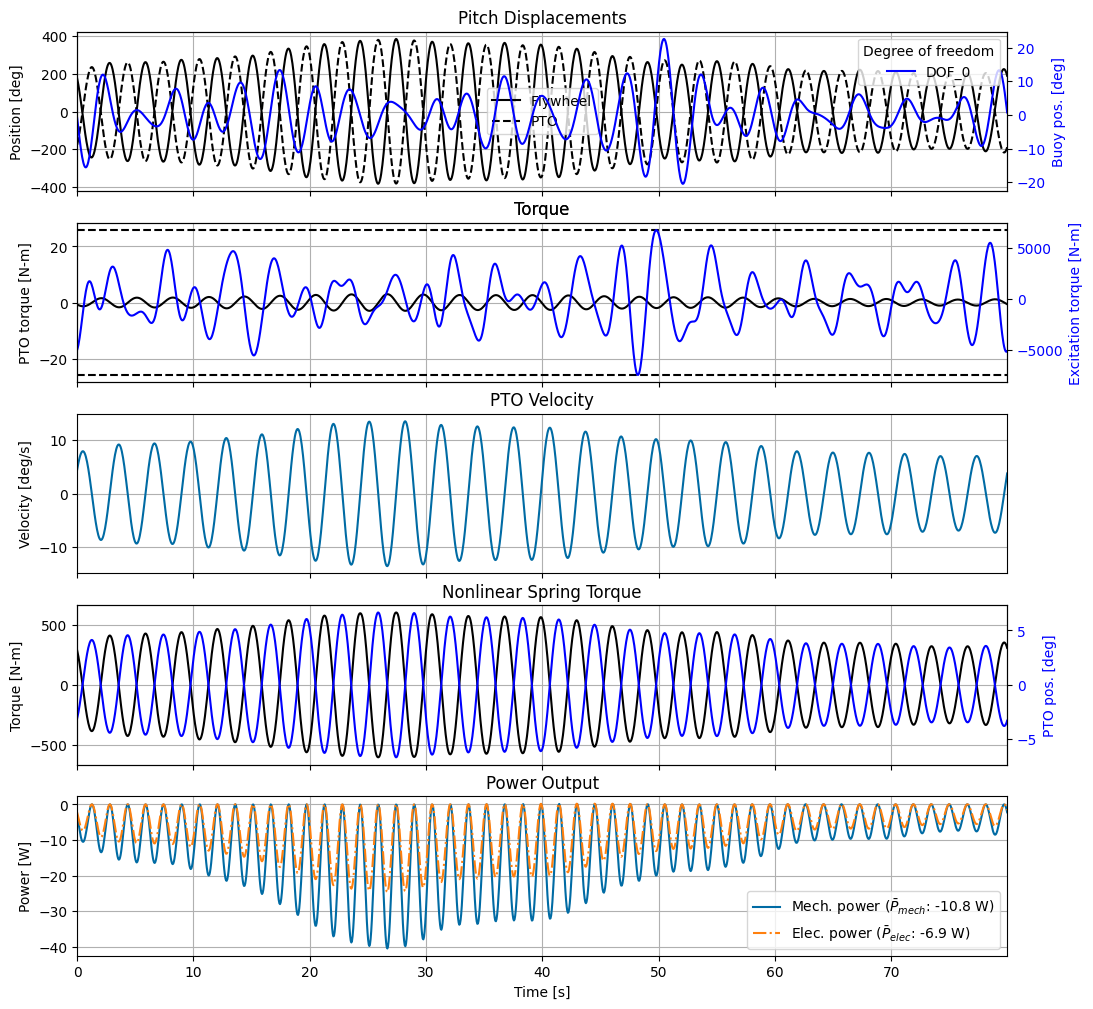 Pitch Displacements
Position [deg]
400
200
0
−200
−400
Flywheel
PTO
Degree of freedom
DOF_0
20
10
0
−10
−20
Buoy pos. [deg]
Torque
PTO torque [N-m]
20
0
−20
5000
0
−5000
Excitation torque [N-m]
PTO Velocity
Velocity [deg/s]
10
0
−10
Nonlinear Spring Torque
Torque [N-m]
500
0
−500
5
0
−5
PTO pos. [deg]
Power Output
Power [W]
0
−10
−20
−30
−40
Mech. power (P̄mech: -10.8 W)
Elec. power (P̄elec: -6.9 W)
0 10 20 30 40 50 60 70
Time [s]